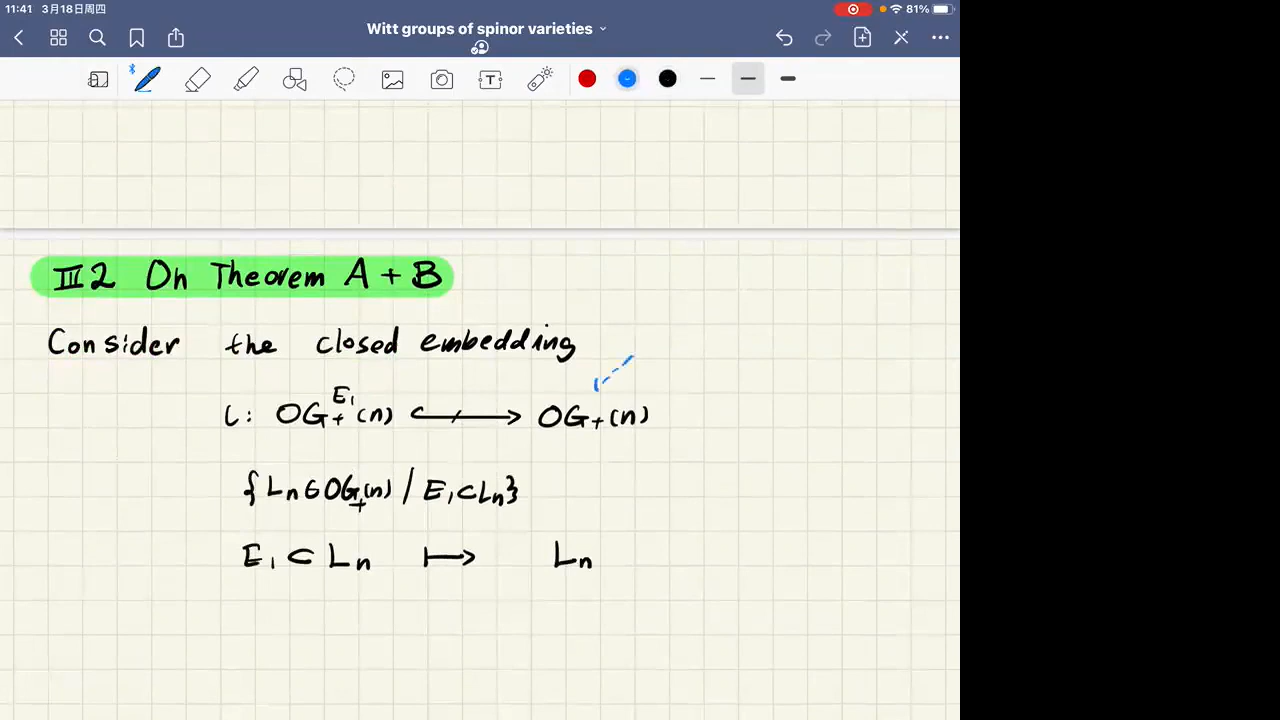 11:41 3月18日周四
81%
Witt groups of spinor varieties
T
III 2 On Theorem A + B
Consider the closed embedding
ι: OG₊^{E₁}(n) ↪ OG₊(n)
{Lₙ ∈ OG₊(n) / E₁ ⊂ Lₙ}
E₁ ⊂ Lₙ ⟼ Lₙ